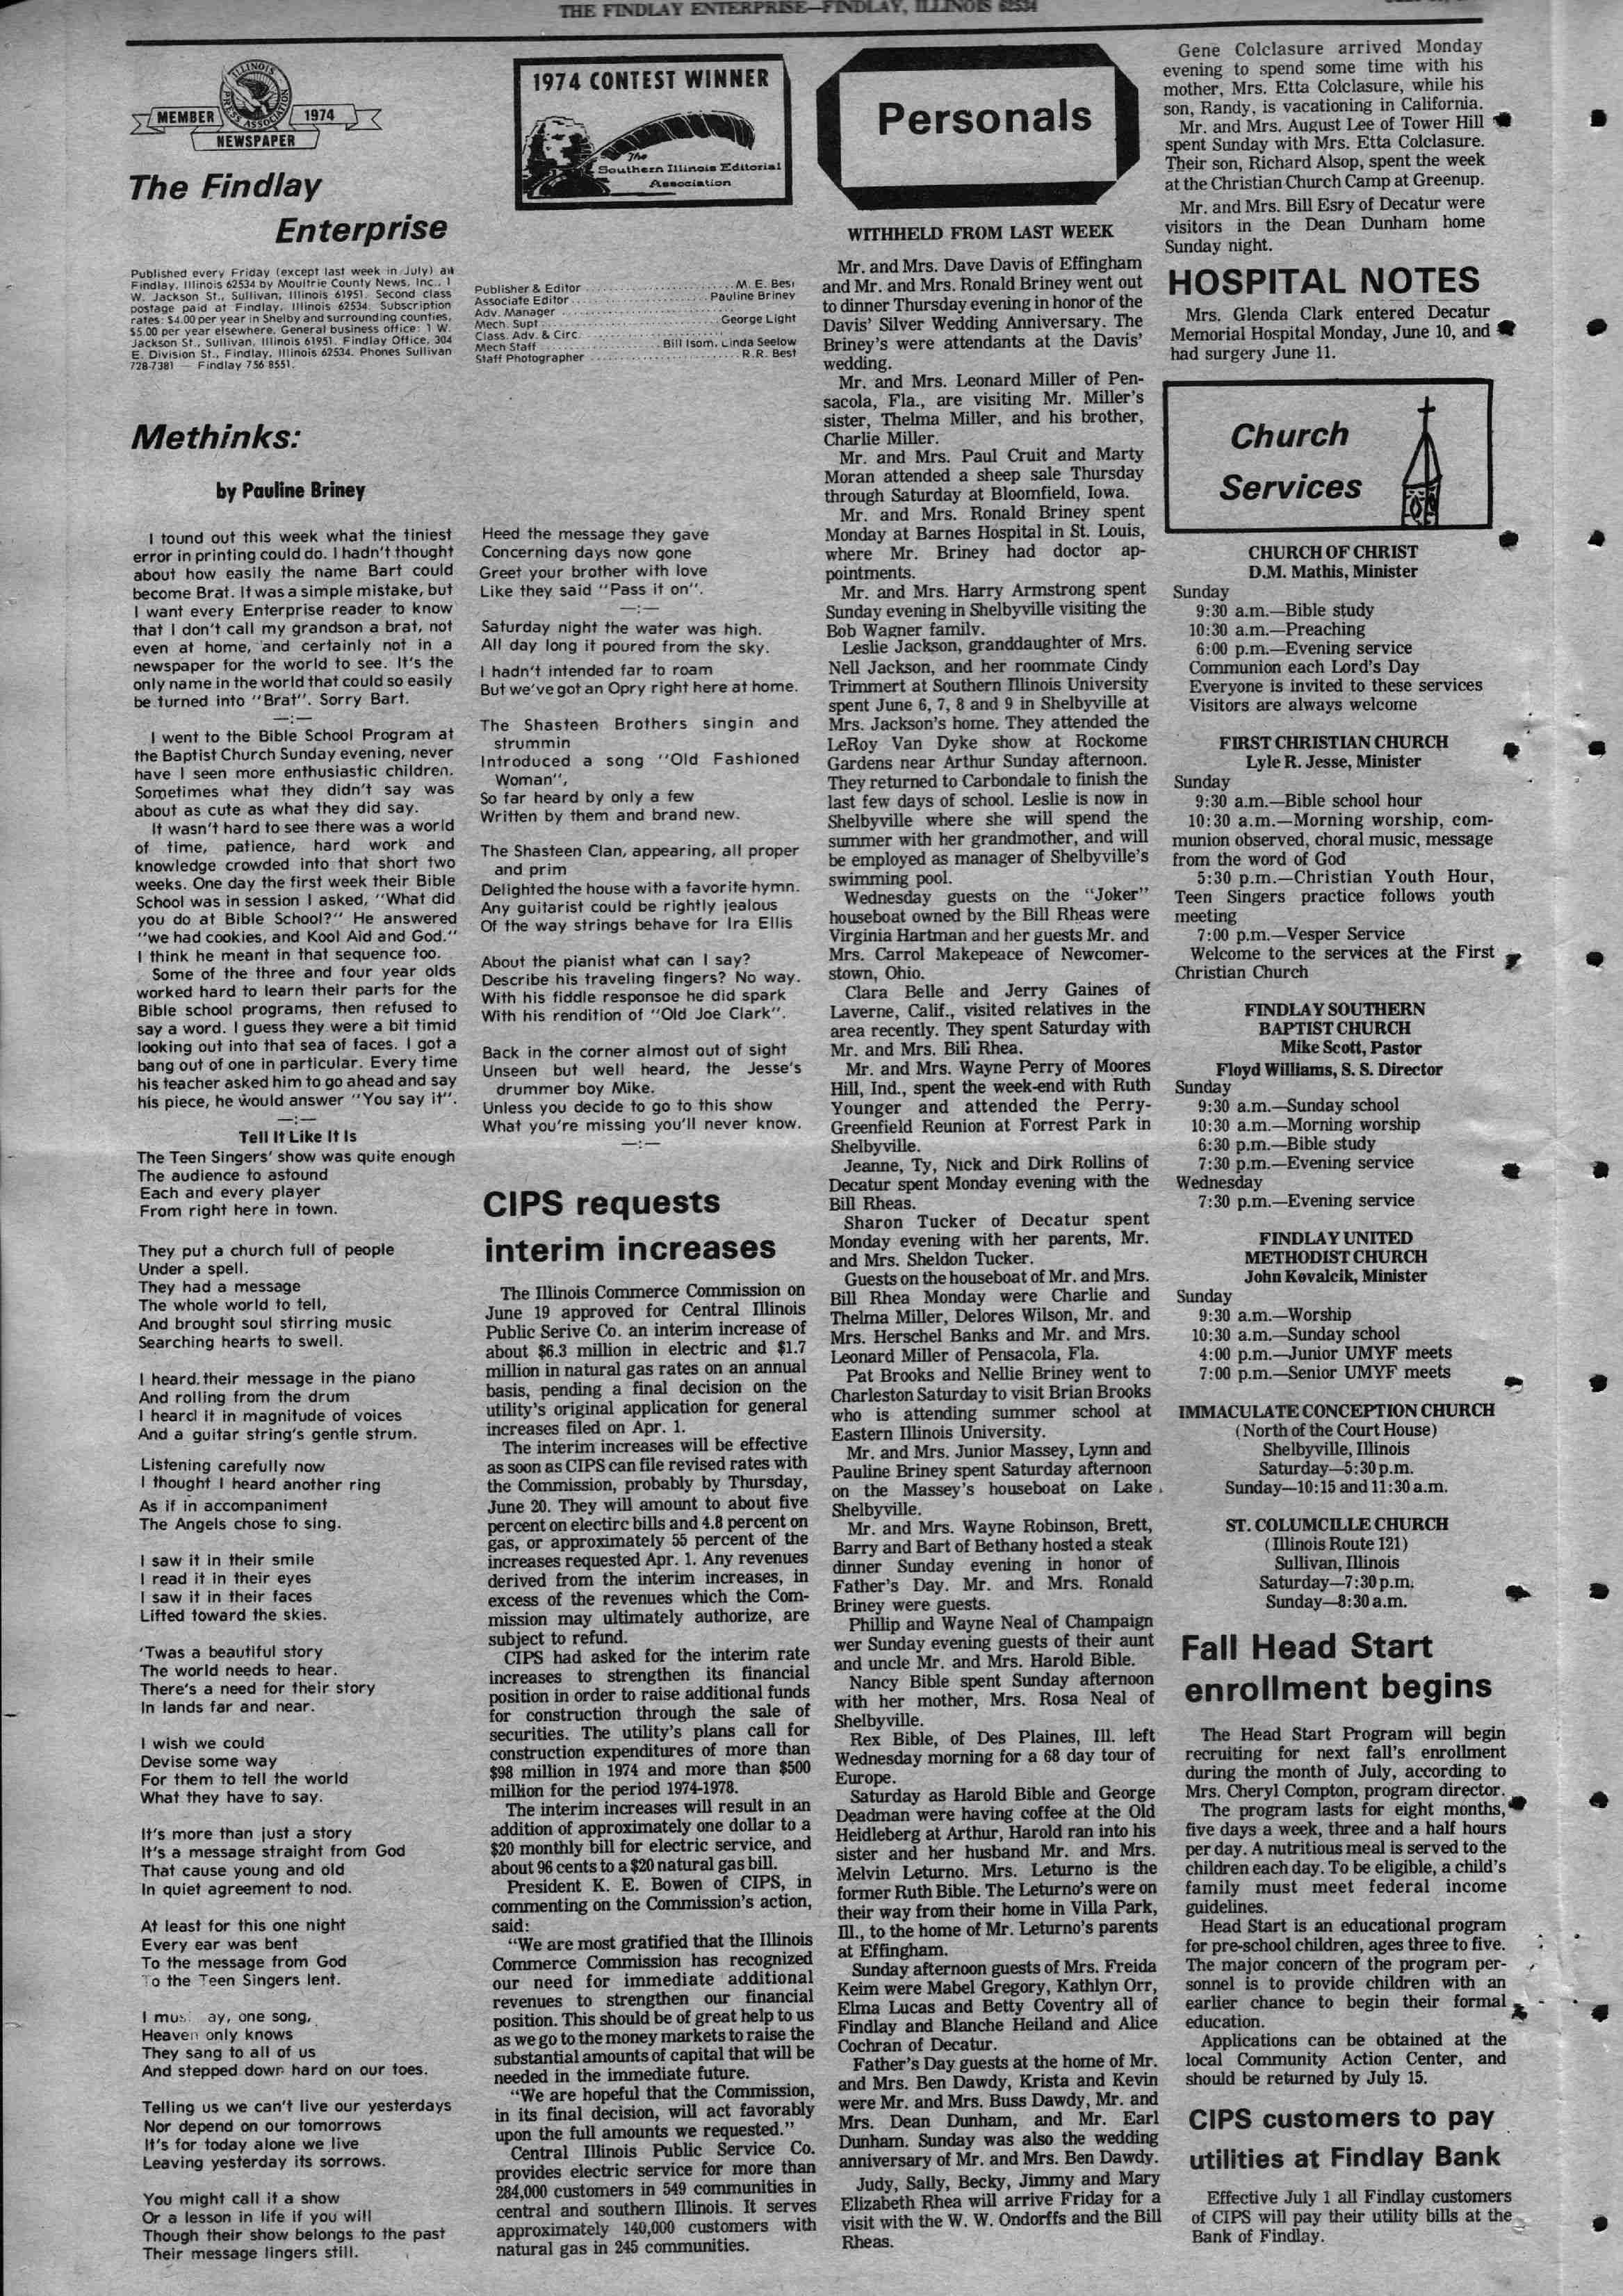 THE FINDLAY ENTERPRISE—FINDLAY, ILLINOIS 62534
ILLINOIS
PRESS ASSOCIATION
MEMBER
1974
NEWSPAPER
The Findlay
Enterprise
Published every Friday (except last week in July) at
Findlay, Illinois 62534 by Moultrie County News, Inc., 1
W. Jackson St., Sullivan, Illinois 61951. Second class
postage paid at Findlay, Illinois 62534. Subscription
rates: $4.00 per year in Shelby and surrounding counties,
$5.00 per year elsewhere. General business office: 1 W.
Jackson St., Sullivan, Illinois 61951. Findlay Office, 304
E. Division St., Findlay, Illinois 62534. Phones Sullivan
728-7381 — Findlay 756 8551.
1974 CONTEST WINNER
The
Southern Illinois Editorial
Association
Publisher & Editor M. E. Best
Associate Editor Pauline Briney
Adv. Manager
Mech. Supt George Light
Class. Adv. & Circ.
Mech Staff Bill Isom, Linda Seelow
Staff Photographer R.R. Best
Methinks:
by Pauline Briney
I found out this week what the tiniest
error in printing could do. I hadn't thought
about how easily the name Bart could
become Brat. It was a simple mistake, but
I want every Enterprise reader to know
that I don't call my grandson a brat, not
even at home, and certainly not in a
newspaper for the world to see. It's the
only name in the world that could so easily
be turned into "Brat". Sorry Bart.
—:—
I went to the Bible School Program at
the Baptist Church Sunday evening, never
have I seen more enthusiastic children.
Sometimes what they didn't say was
about as cute as what they did say.
It wasn't hard to see there was a world
of time, patience, hard work and
knowledge crowded into that short two
weeks. One day the first week their Bible
School was in session I asked, "What did
you do at Bible School?" He answered
"we had cookies, and Kool Aid and God."
I think he meant in that sequence too.
Some of the three and four year olds
worked hard to learn their parts for the
Bible school programs, then refused to
say a word. I guess they were a bit timid
looking out into that sea of faces. I got a
bang out of one in particular. Every time
his teacher asked him to go ahead and say
his piece, he would answer "You say it".
—:—
Tell It Like It Is
The Teen Singers' show was quite enough
The audience to astound
Each and every player
From right here in town.
They put a church full of people
Under a spell.
They had a message
The whole world to tell,
And brought soul stirring music
Searching hearts to swell.
I heard their message in the piano
And rolling from the drum
I heard it in magnitude of voices
And a guitar string's gentle strum.
Listening carefully now
I thought I heard another ring
As if in accompaniment
The Angels chose to sing.
I saw it in their smile
I read it in their eyes
I saw it in their faces
Lifted toward the skies.
'Twas a beautiful story
The world needs to hear.
There's a need for their story
In lands far and near.
I wish we could
Devise some way
For them to tell the world
What they have to say.
It's more than just a story
It's a message straight from God
That cause young and old
In quiet agreement to nod.
At least for this one night
Every ear was bent
To the message from God
To the Teen Singers lent.
I ay, one song,
Heaven only knows
They sang to all of us
And stepped down hard on our toes.
Telling us we can't live our yesterdays
Nor depend on our tomorrows
It's for today alone we live
Leaving yesterday its sorrows.
You might call it a show
Or a lesson in life if you will
Though their show belongs to the past
Their message lingers still.
Heed the message they gave
Concerning days now gone
Greet your brother with love
Like they said "Pass it on".
—:—
Saturday night the water was high.
All day long it poured from the sky.
I hadn't intended far to roam
But we've got an Opry right here at home.
The Shasteen Brothers singin and
strummin
Introduced a song "Old Fashioned
Woman",
So far heard by only a few
Written by them and brand new.
The Shasteen Clan, appearing, all proper
and prim
Delighted the house with a favorite hymn.
Any guitarist could be rightly jealous
Of the way strings behave for Ira Ellis
About the pianist what can I say?
Describe his traveling fingers? No way.
With his fiddle responsoe he did spark
With his rendition of "Old Joe Clark".
Back in the corner almost out of sight
Unseen but well heard, the Jesse's
drummer boy Mike.
Unless you decide to go to this show
What you're missing you'll never know.
—:—
CIPS requests
interim increases
The Illinois Commerce Commission on
June 19 approved for Central Illinois
Public Serive Co. an interim increase of
about $6.3 million in electric and $1.7
million in natural gas rates on an annual
basis, pending a final decision on the
utility's original application for general
increases filed on Apr. 1.
The interim increases will be effective
as soon as CIPS can file revised rates with
the Commission, probably by Thursday,
June 20. They will amount to about five
percent on electirc bills and 4.8 percent on
gas, or approximately 55 percent of the
increases requested Apr. 1. Any revenues
derived from the interim increases, in
excess of the revenues which the Com-
mission may ultimately authorize, are
subject to refund.
CIPS had asked for the interim rate
increases to strengthen its financial
position in order to raise additional funds
for construction through the sale of
securities. The utility's plans call for
construction expenditures of more than
$98 million in 1974 and more than $500
million for the period 1974-1978.
The interim increases will result in an
addition of approximately one dollar to a
$20 monthly bill for electric service, and
about 96 cents to a $20 natural gas bill.
President K. E. Bowen of CIPS, in
commenting on the Commission's action,
said:
"We are most gratified that the Illinois
Commerce Commission has recognized
our need for immediate additional
revenues to strengthen our financial
position. This should be of great help to us
as we go to the money markets to raise the
substantial amounts of capital that will be
needed in the immediate future.
"We are hopeful that the Commission,
in its final decision, will act favorably
upon the full amounts we requested."
Central Illinois Public Service Co.
provides electric service for more than
284,000 customers in 549 communities in
central and southern Illinois. It serves
approximately 140,000 customers with
natural gas in 245 communities.
Personals
WITHHELD FROM LAST WEEK
Mr. and Mrs. Dave Davis of Effingham
and Mr. and Mrs. Ronald Briney went out
to dinner Thursday evening in honor of the
Davis' Silver Wedding Anniversary. The
Briney's were attendants at the Davis'
wedding.
Mr. and Mrs. Leonard Miller of Pen-
sacola, Fla., are visiting Mr. Miller's
sister, Thelma Miller, and his brother,
Charlie Miller.
Mr. and Mrs. Paul Cruit and Marty
Moran attended a sheep sale Thursday
through Saturday at Bloomfield, Iowa.
Mr. and Mrs. Ronald Briney spent
Monday at Barnes Hospital in St. Louis,
where Mr. Briney had doctor ap-
pointments.
Mr. and Mrs. Harry Armstrong spent
Sunday evening in Shelbyville visiting the
Bob Wagner family.
Leslie Jackson, granddaughter of Mrs.
Nell Jackson, and her roommate Cindy
Trimmert at Southern Illinois University
spent June 6, 7, 8 and 9 in Shelbyville at
Mrs. Jackson's home. They attended the
LeRoy Van Dyke show at Rockome
Gardens near Arthur Sunday afternoon.
They returned to Carbondale to finish the
last few days of school. Leslie is now in
Shelbyville where she will spend the
summer with her grandmother, and will
be employed as manager of Shelbyville's
swimming pool.
Wednesday guests on the "Joker"
houseboat owned by the Bill Rheas were
Virginia Hartman and her guests Mr. and
Mrs. Carrol Makepeace of Newcomer-
stown, Ohio.
Clara Belle and Jerry Gaines of
Laverne, Calif., visited relatives in the
area recently. They spent Saturday with
Mr. and Mrs. Bill Rhea.
Mr. and Mrs. Wayne Perry of Moores
Hill, Ind., spent the week-end with Ruth
Younger and attended the Perry-
Greenfield Reunion at Forrest Park in
Shelbyville.
Jeanne, Ty, Nick and Dirk Rollins of
Decatur spent Monday evening with the
Bill Rheas.
Sharon Tucker of Decatur spent
Monday evening with her parents, Mr.
and Mrs. Sheldon Tucker.
Guests on the houseboat of Mr. and Mrs.
Bill Rhea Monday were Charlie and
Thelma Miller, Delores Wilson, Mr. and
Mrs. Herschel Banks and Mr. and Mrs.
Leonard Miller of Pensacola, Fla.
Pat Brooks and Nellie Briney went to
Charleston Saturday to visit Brian Brooks
who is attending summer school at
Eastern Illinois University.
Mr. and Mrs. Junior Massey, Lynn and
Pauline Briney spent Saturday afternoon
on the Massey's houseboat on Lake
Shelbyville.
Mr. and Mrs. Wayne Robinson, Brett,
Barry and Bart of Bethany hosted a steak
dinner Sunday evening in honor of
Father's Day. Mr. and Mrs. Ronald
Briney were guests.
Phillip and Wayne Neal of Champaign
wer Sunday evening guests of their aunt
and uncle Mr. and Mrs. Harold Bible.
Nancy Bible spent Sunday afternoon
with her mother, Mrs. Rosa Neal of
Shelbyville.
Rex Bible, of Des Plaines, Ill. left
Wednesday morning for a 68 day tour of
Europe.
Saturday as Harold Bible and George
Deadman were having coffee at the Old
Heidleberg at Arthur, Harold ran into his
sister and her husband Mr. and Mrs.
Melvin Leturno. Mrs. Leturno is the
former Ruth Bible. The Leturno's were on
their way from their home in Villa Park,
Ill., to the home of Mr. Leturno's parents
at Effingham.
Sunday afternoon guests of Mrs. Freida
Keim were Mabel Gregory, Kathlyn Orr,
Elma Lucas and Betty Coventry all of
Findlay and Blanche Heiland and Alice
Cochran of Decatur.
Father's Day guests at the home of Mr.
and Mrs. Ben Dawdy, Krista and Kevin
were Mr. and Mrs. Buss Dawdy, Mr. and
Mrs. Dean Dunham, and Mr. Earl
Dunham. Sunday was also the wedding
anniversary of Mr. and Mrs. Ben Dawdy.
Judy, Sally, Becky, Jimmy and Mary
Elizabeth Rhea will arrive Friday for a
visit with the W. W. Ondorffs and the Bill
Rheas.
Gene Colclasure arrived Monday
evening to spend some time with his
mother, Mrs. Etta Colclasure, while his
son, Randy, is vacationing in California.
Mr. and Mrs. August Lee of Tower Hill
spent Sunday with Mrs. Etta Colclasure.
Their son, Richard Alsop, spent the week
at the Christian Church Camp at Greenup.
Mr. and Mrs. Bill Esry of Decatur were
visitors in the Dean Dunham home
Sunday night.
HOSPITAL NOTES
Mrs. Glenda Clark entered Decatur
Memorial Hospital Monday, June 10, and
had surgery June 11.
Church
Services
CHURCH OF CHRIST
D.M. Mathis, Minister
Sunday
9:30 a.m.—Bible study
10:30 a.m.—Preaching
6:00 p.m.—Evening service
Communion each Lord's Day
Everyone is invited to these services
Visitors are always welcome
FIRST CHRISTIAN CHURCH
Lyle R. Jesse, Minister
Sunday
9:30 a.m.—Bible school hour
10:30 a.m.—Morning worship, com-
munion observed, choral music, message
from the word of God
5:30 p.m.—Christian Youth Hour,
Teen Singers practice follows youth
meeting
7:00 p.m.—Vesper Service
Welcome to the services at the First
Christian Church
FINDLAY SOUTHERN
BAPTIST CHURCH
Mike Scott, Pastor
Floyd Williams, S. S. Director
Sunday
9:30 a.m.—Sunday school
10:30 a.m.—Morning worship
6:30 p.m.—Bible study
7:30 p.m.—Evening service
Wednesday
7:30 p.m.—Evening service
FINDLAY UNITED
METHODIST CHURCH
John Kovalcik, Minister
Sunday
9:30 a.m.—Worship
10:30 a.m.—Sunday school
4:00 p.m.—Junior UMYF meets
7:00 p.m.—Senior UMYF meets
IMMACULATE CONCEPTION CHURCH
(North of the Court House)
Shelbyville, Illinois
Saturday—5:30 p.m.
Sunday—10:15 and 11:30 a.m.
ST. COLUMCILLE CHURCH
(Illinois Route 121)
Sullivan, Illinois
Saturday—7:30 p.m.
Sunday—8:30 a.m.
Fall Head Start
enrollment begins
The Head Start Program will begin
recruiting for next fall's enrollment
during the month of July, according to
Mrs. Cheryl Compton, program director.
The program lasts for eight months,
five days a week, three and a half hours
per day. A nutritious meal is served to the
children each day. To be eligible, a child's
family must meet federal income
guidelines.
Head Start is an educational program
for pre-school children, ages three to five.
The major concern of the program per-
sonnel is to provide children with an
earlier chance to begin their formal
education.
Applications can be obtained at the
local Community Action Center, and
should be returned by July 15.
CIPS customers to pay
utilities at Findlay Bank
Effective July 1 all Findlay customers
of CIPS will pay their utility bills at the
Bank of Findlay.